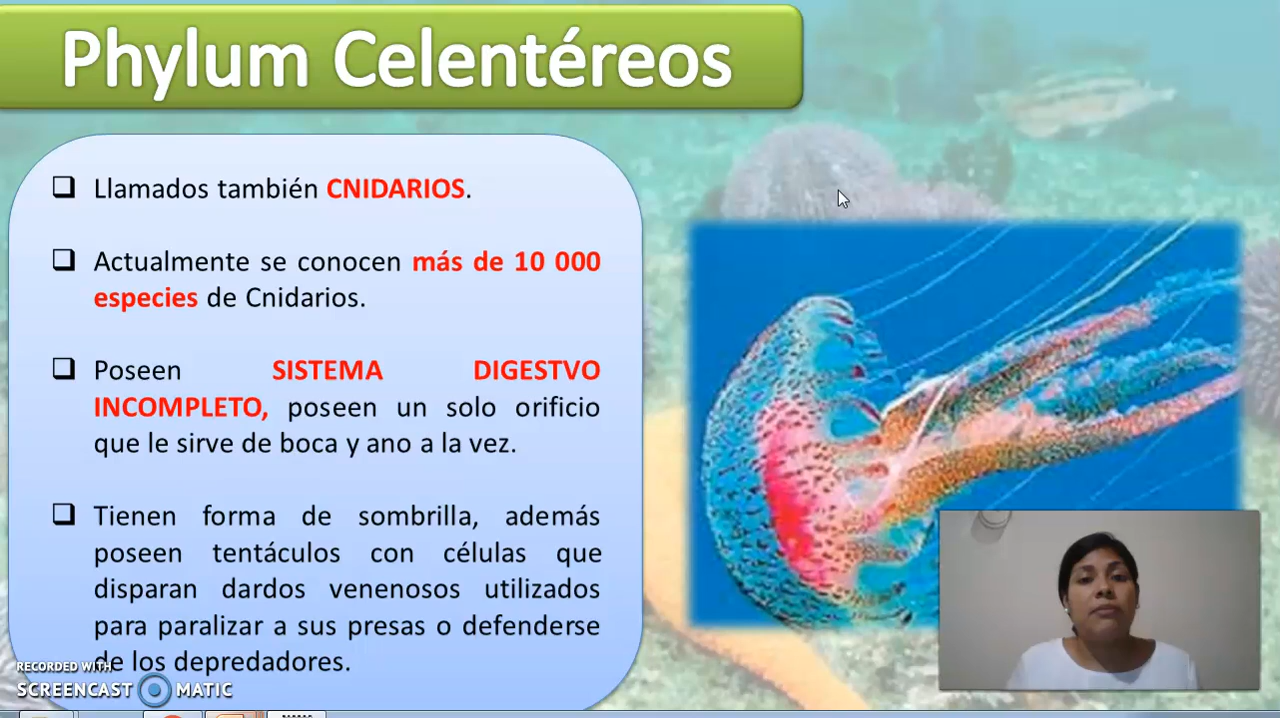 Phylum Celentéreos
❑ Llamados también CNIDARIOS.
❑ Actualmente se conocen más de 10 000
especies de Cnidarios.
❑ Poseen SISTEMA DIGESTVO
INCOMPLETO, poseen un solo orificio
que le sirve de boca y ano a la vez.
❑ Tienen forma de sombrilla, además
poseen tentáculos con células que
disparan dardos venenosos utilizados
para paralizar a sus presas o defenderse
de los depredadores.
RECORDED WITH
SCREENCAST MATIC